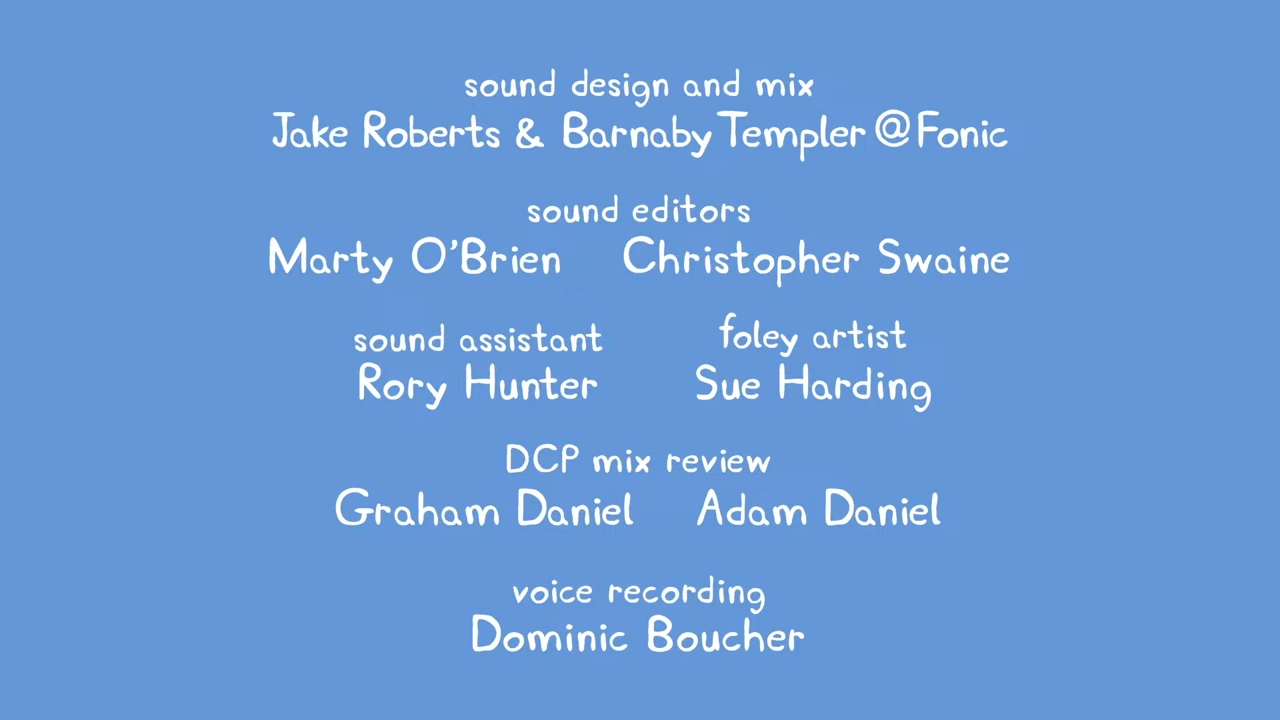 sound design and mix
Jake Roberts & Barnaby Templer @ Fonic
sound editors
Marty O'Brien Christopher Swaine
sound assistant foley artist
Rory Hunter Sue Harding
DCP mix review
Graham Daniel Adam Daniel
voice recording
Dominic Boucher